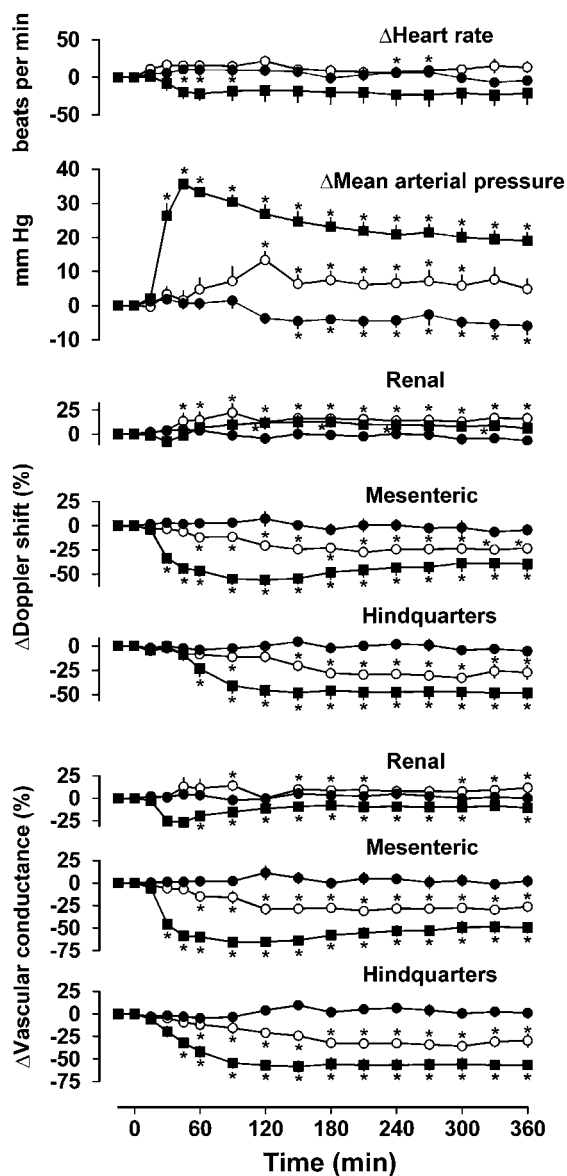 ΔHeart rate
beats per min
50
0
-50
ΔMean arterial pressure
mm Hg
40
30
20
10
0
-10
ΔDoppler shift (%)
Renal
25
0
Mesenteric
25
0
-25
-50
Hindquarters
0
-25
-50
ΔVascular conductance (%)
Renal
25
0
-25
Mesenteric
25
0
-25
-50
-75
Hindquarters
25
0
-25
-50
-75
0 60 120 180 240 300 360
Time (min)